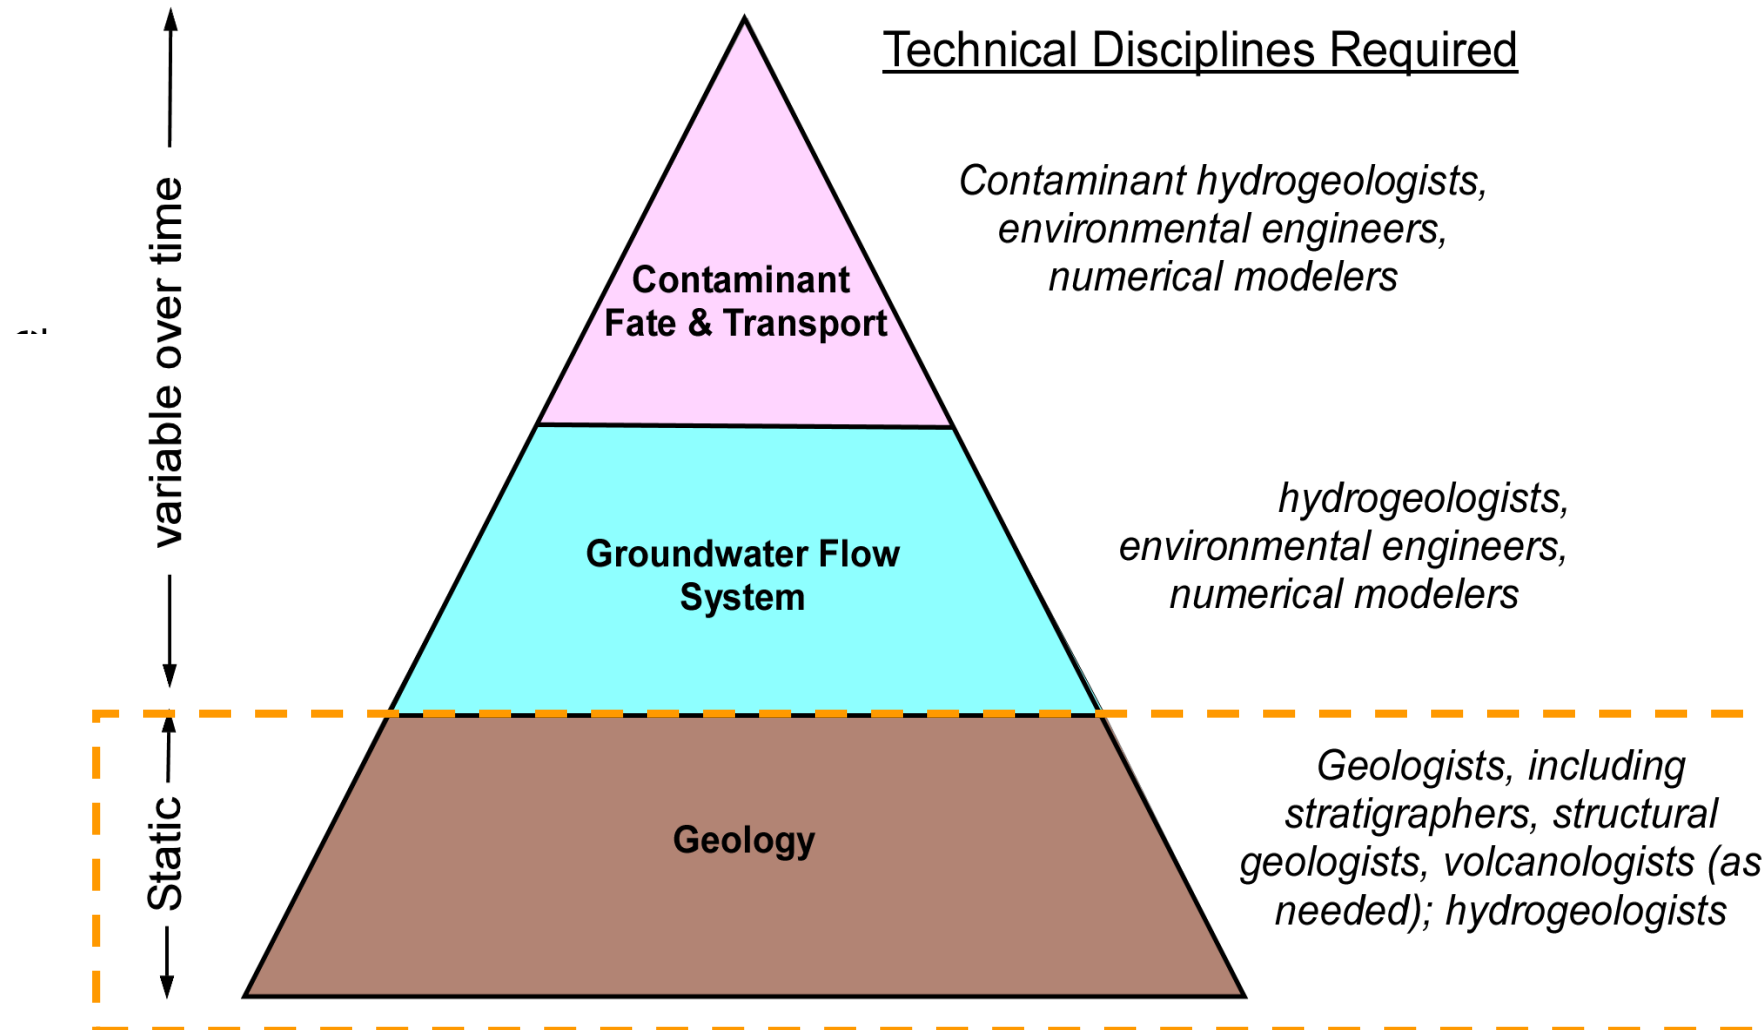 Technical Disciplines Required
Contaminant hydrogeologists,
environmental engineers,
numerical modelers
variable over time
Contaminant
Fate & Transport
hydrogeologists,
environmental engineers,
numerical modelers
Groundwater Flow
System
Static
Geology
Geologists, including
stratigraphers, structural
geologists, volcanologists (as
needed); hydrogeologists